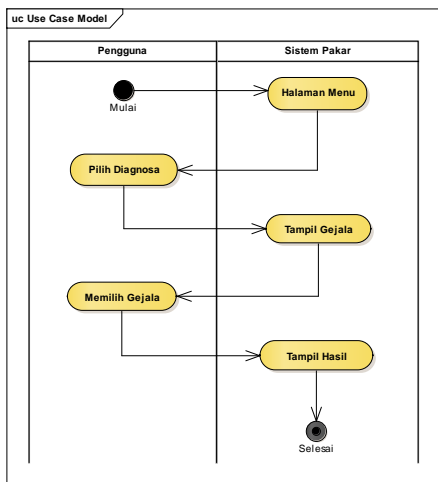 uc Use Case Model
Pengguna
Sistem Pakar
Mulai
Halaman Menu
Pilih Diagnosa
Tampil Gejala
Memilih Gejala
Tampil Hasil
Selesai